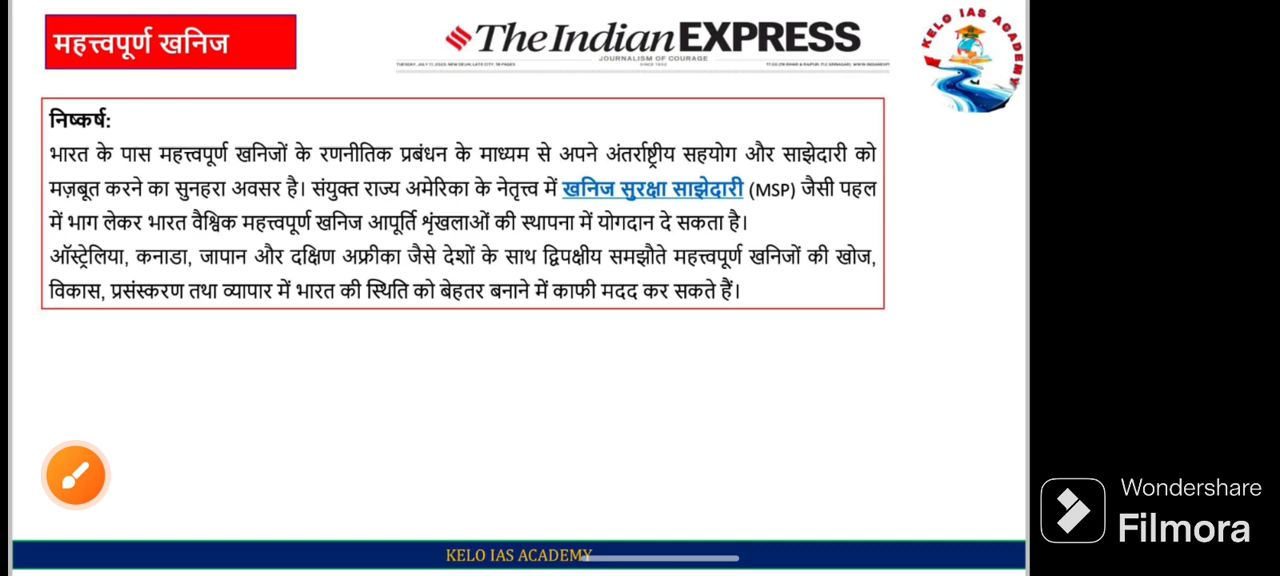 महत्त्वपूर्ण खनिज
The Indian EXPRESS
JOURNALISM OF COURAGE
SINCE 1932
KELO IAS ACADEMY
निष्कर्ष:
भारत के पास महत्त्वपूर्ण खनिजों के रणनीतिक प्रबंधन के माध्यम से अपने अंतर्राष्ट्रीय सहयोग और साझेदारी को
मज़बूत करने का सुनहरा अवसर है। संयुक्त राज्य अमेरिका के नेतृत्त्व में खनिज सुरक्षा साझेदारी (MSP) जैसी पहल
में भाग लेकर भारत वैश्विक महत्त्वपूर्ण खनिज आपूर्ति शृंखलाओं की स्थापना में योगदान दे सकता है।
ऑस्ट्रेलिया, कनाडा, जापान और दक्षिण अफ्रीका जैसे देशों के साथ द्विपक्षीय समझौते महत्त्वपूर्ण खनिजों की खोज,
विकास, प्रसंस्करण तथा व्यापार में भारत की स्थिति को बेहतर बनाने में काफी मदद कर सकते हैं।
Wondershare
Filmora
KELO IAS ACADEMY